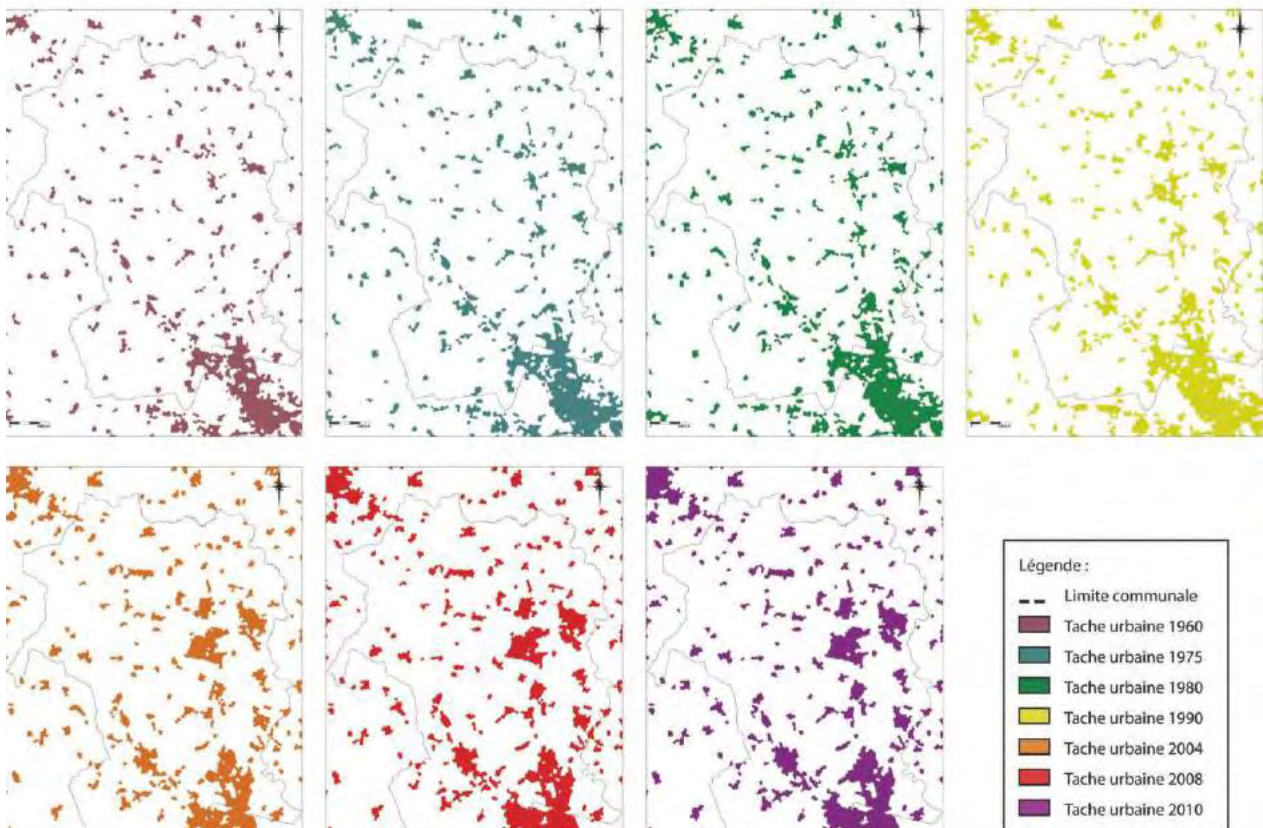 Légende :
Limite communale
Tache urbaine 1960
Tache urbaine 1975
Tache urbaine 1980
Tache urbaine 1990
Tache urbaine 2004
Tache urbaine 2008
Tache urbaine 2010